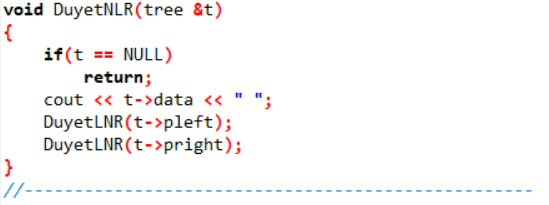 void DuyetNLR(tree &t)
{
    if(t == NULL)
        return;
    cout << t->data << " ";
    DuyetLNR(t->pleft);
    DuyetLNR(t->pright);
}
//---------------------------------------------------